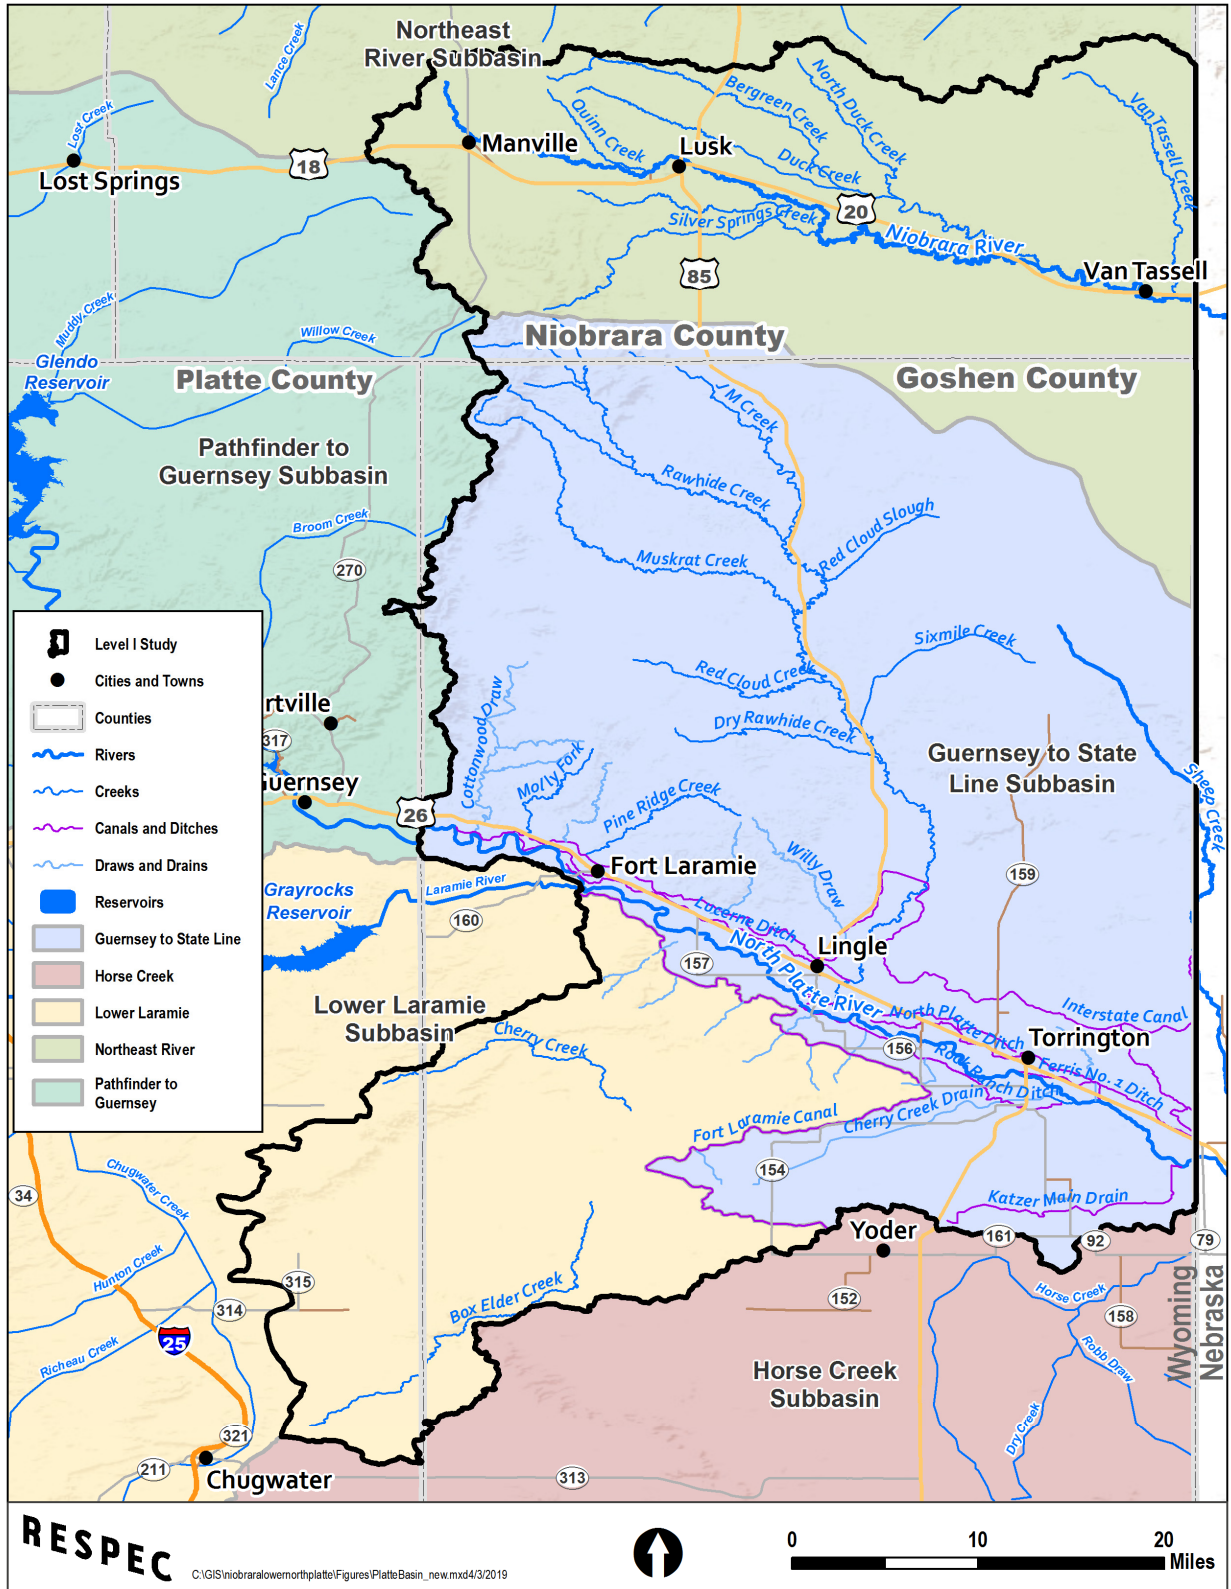 Northeast
River Subbasin
Lance Creek
Lost Creek
Lost Springs
18
Manville
Quinn Creek
Lusk
Bergreen Creek
North Duck Creek
Duck Creek
Van Tassell Creek
Silver Springs Creek
20
Niobrara River
85
Van Tassell
Muddy Creek
Willow Creek
Niobrara County
Glendo
Reservoir
Platte County
Goshen County
J M Creek
Pathfinder to
Guernsey Subbasin
Rawhide Creek
Broom Creek
Red Cloud Slough
270
Muskrat Creek
Sixmile Creek
Red Cloud Creek
Dry Rawhide Creek
Cottonwood Draw
Molly Fork
Guernsey to State
Line Subbasin
Sheep Creek
Level I Study
Cities and Towns
Counties
Rivers
Creeks
Canals and Ditches
Draws and Drains
Reservoirs
Guernsey to State Line
Horse Creek
Lower Laramie
Northeast River
Pathfinder to
Guernsey
rtville
317
Guernsey
26
Pine Ridge Creek
Willy Draw
Fort Laramie
159
Grayrocks
Reservoir
Laramie River
160
Lucerne Ditch
Lingle
157
North Platte River
Lower Laramie
Subbasin
Cherry Creek
North Platte Ditch
Interstate Canal
Torrington
156
Rock Ranch Ditch
Ferris No. 1 Ditch
Fort Laramie Canal
Cherry Creek Drain
154
Katzer Main Drain
Chugwater Creek
34
Yoder
161
92
79
Hunton Creek
315
314
Box Elder Creek
152
Horse Creek
158
Wyoming
Nebraska
25
Richeau Creek
Robb Draw
Horse Creek
Subbasin
Dry Creek
321
211
Chugwater
313
RESPEC
C:\GIS\niobraralowernorthplatte\Figures\PlatteBasin_new.mxd4/3/2019
0
10
20
Miles